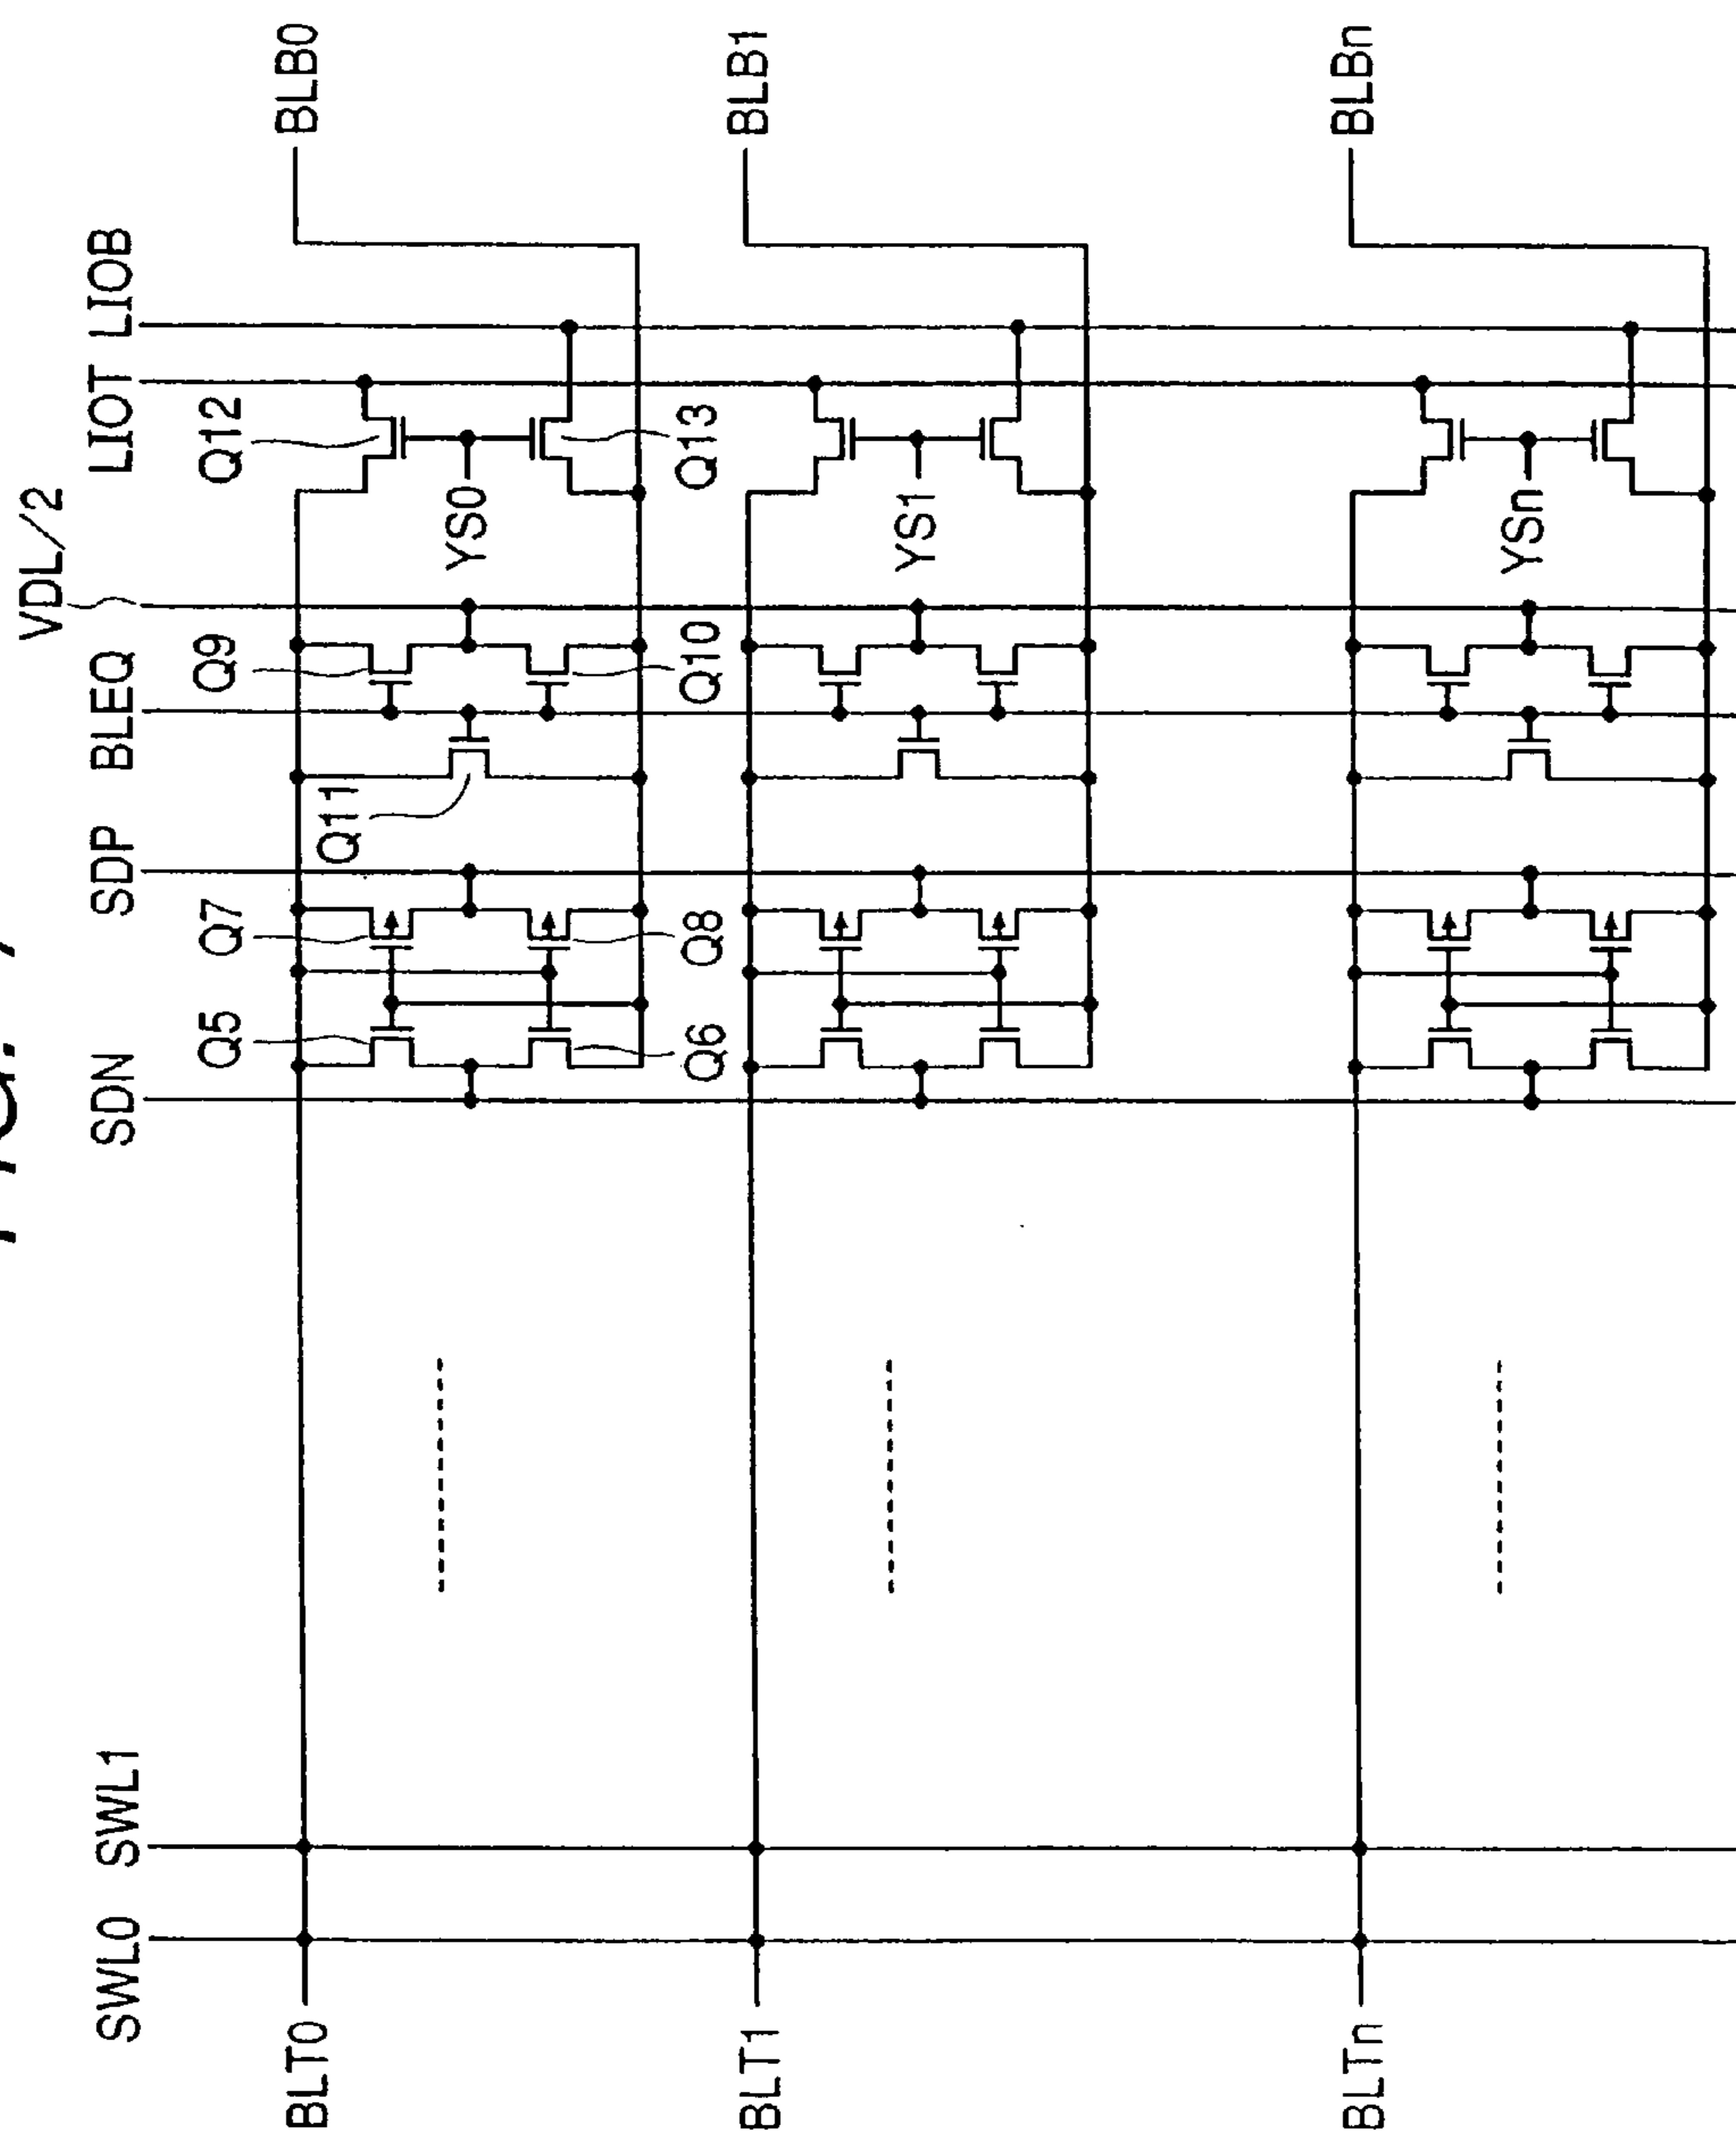 VDL/2
SWL0 SWL1 SDN SDP BLEQ LIOT LIOB
Q5 Q7 Q9 Q12
BLT0 BLB0
Q11
YS0
Q6 Q8 Q10 Q13
BLT1 BLB1
YS1
BLTn BLBn
YSn